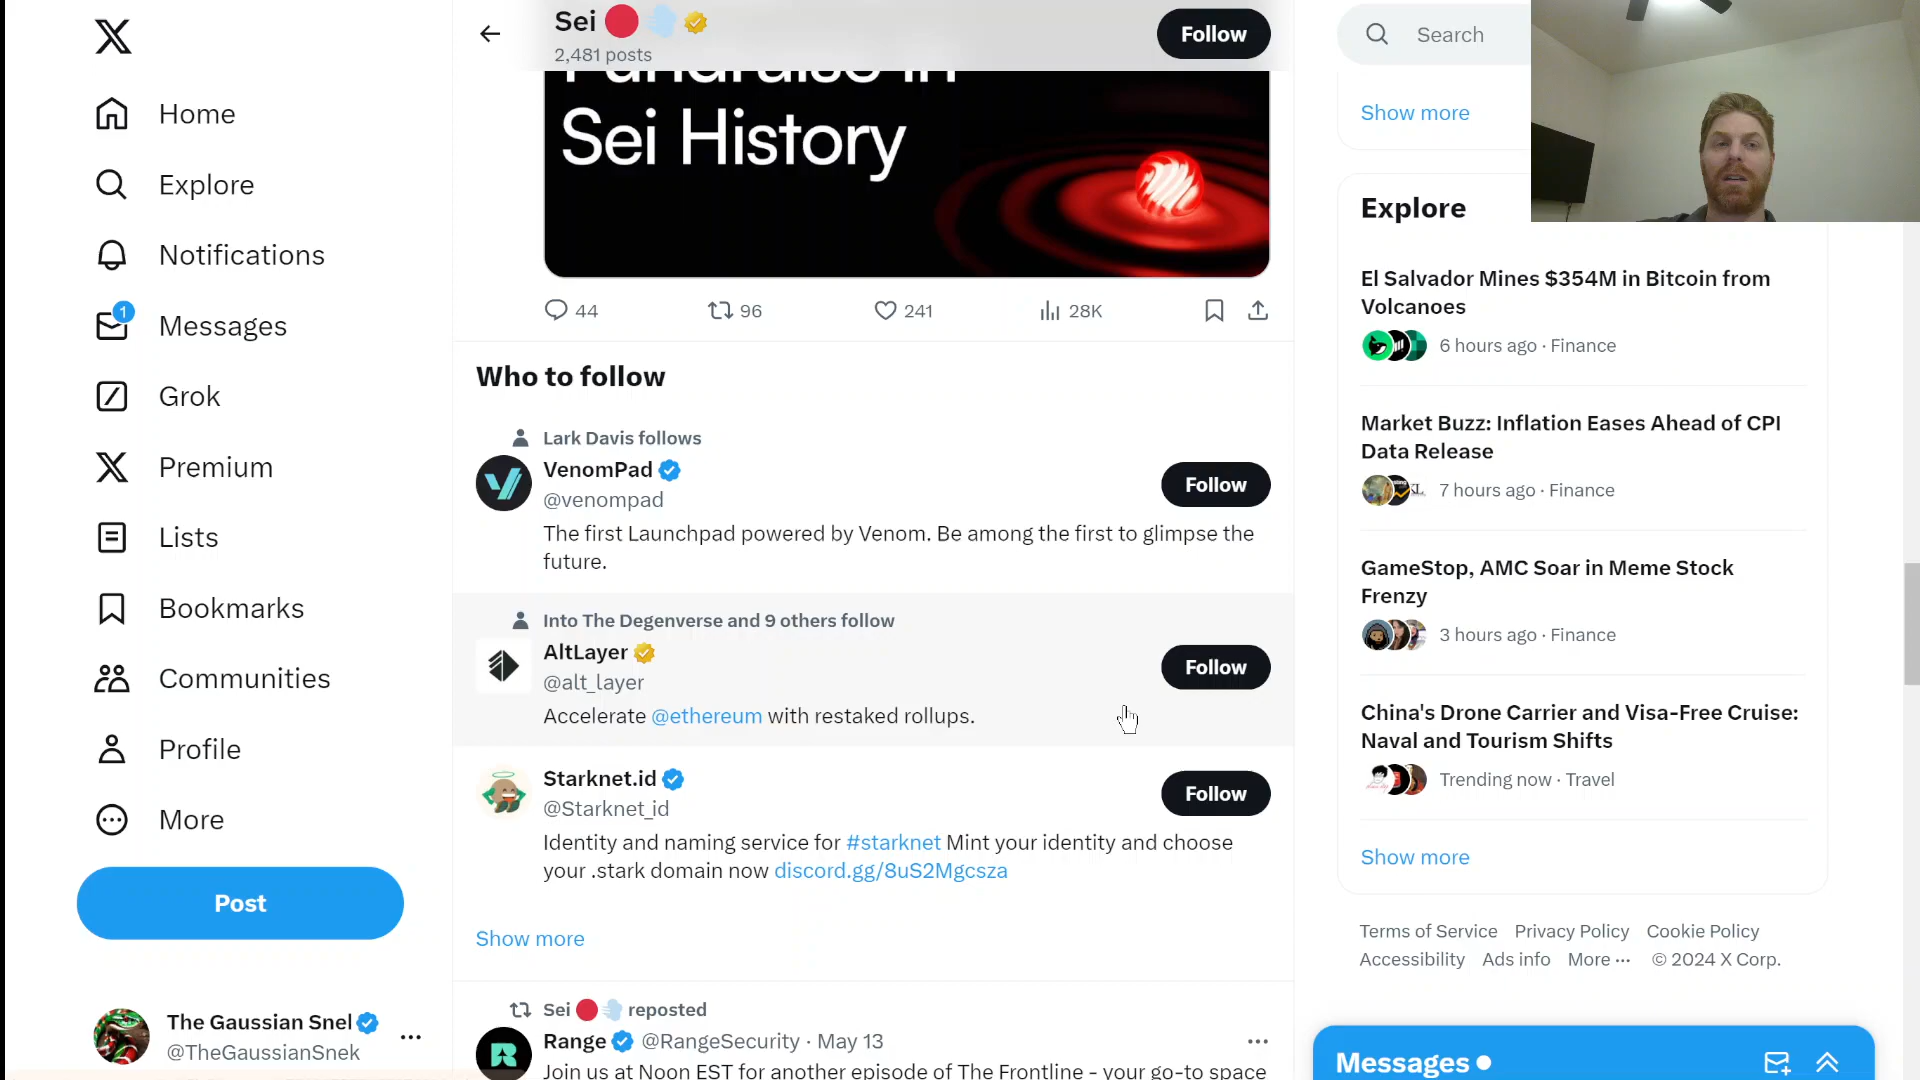 Home
Explore
Notifications
1
Messages
Grok
Premium
Lists
Bookmarks
Communities
Profile
More
Post
The Gaussian Snel
@TheGaussianSnek
Sei
2,481 posts
Follow
Fundraise in
Sei History
44
96
241
28K
Who to follow
Lark Davis follows
VenomPad
@venompad
Follow
The first Launchpad powered by Venom. Be among the first to glimpse the
future.
Into The Degenverse and 9 others follow
AltLayer
@alt_layer
Follow
Accelerate @ethereum with restaked rollups.
Starknet.id
@Starknet_id
Follow
Identity and naming service for #starknet Mint your identity and choose
your .stark domain now discord.gg/8uS2Mgcsza
Show more
Sei reposted
Range @RangeSecurity · May 13
Join us at Noon EST for another episode of The Frontline - your go-to space
Search
Show more
Explore
El Salvador Mines $354M in Bitcoin from
Volcanoes
6 hours ago · Finance
Market Buzz: Inflation Eases Ahead of CPI
Data Release
7 hours ago · Finance
GameStop, AMC Soar in Meme Stock
Frenzy
3 hours ago · Finance
China's Drone Carrier and Visa-Free Cruise:
Naval and Tourism Shifts
Trending now · Travel
Show more
Terms of Service Privacy Policy Cookie Policy
Accessibility Ads info More ··· © 2024 X Corp.
Messages